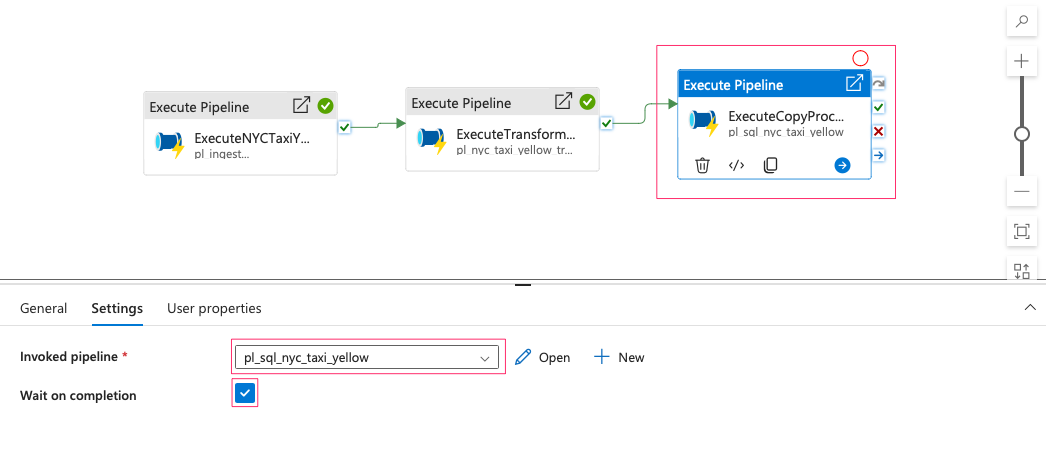 Execute Pipeline
ExecuteNYCTaxiY...
pl_ingest...
Execute Pipeline
ExecuteTransform...
pl_nyc_taxi_yellow_tr...
Execute Pipeline
ExecuteCopyProc...
pl_sql_nyc_taxi_yellow
General
Settings
User properties
Invoked pipeline *
pl_sql_nyc_taxi_yellow
Open
New
Wait on completion